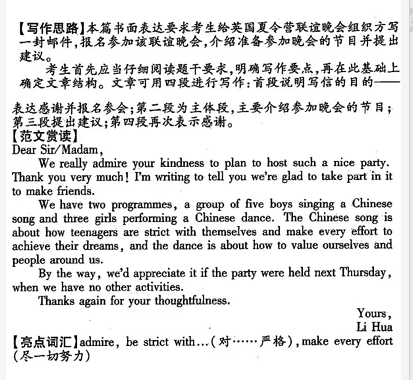 【写作思路】本篇书面表达要求考生给英国夏令营联谊晚会组织方写
一封邮件,报名参加该联谊晚会,介绍准备参加晚会的节目并提出
建议。
考生首先应当仔细阅读题干要求,明确写作要点,再在此基础上
确定文章结构。文章可用四段进行写作:首段说明写信的目的——
表达感谢并报名参会;第二段为主体段,主要介绍参加晚会的节目;
第三段提出建议;第四段再次表示感谢。
【范文赏读】
Dear Sir/Madam,
We really admire your kindness to plan to host such a nice party.
Thank you very much! I'm writing to tell you we're glad to take part in it
to make friends.
We have two programmes, a group of five boys singing a Chinese
song and three girls performing a Chinese dance. The Chinese song is
about how teenagers are strict with themselves and make every effort to
achieve their dreams, and the dance is about how to value ourselves and
people around us.
By the way, we'd appreciate it if the party were held next Thursday,
when we have no other activities.
Thanks again for your thoughtfulness.
Yours,
Li Hua
【亮点词汇】admire, be strict with…(对……严格), make every effort
(尽一切努力)